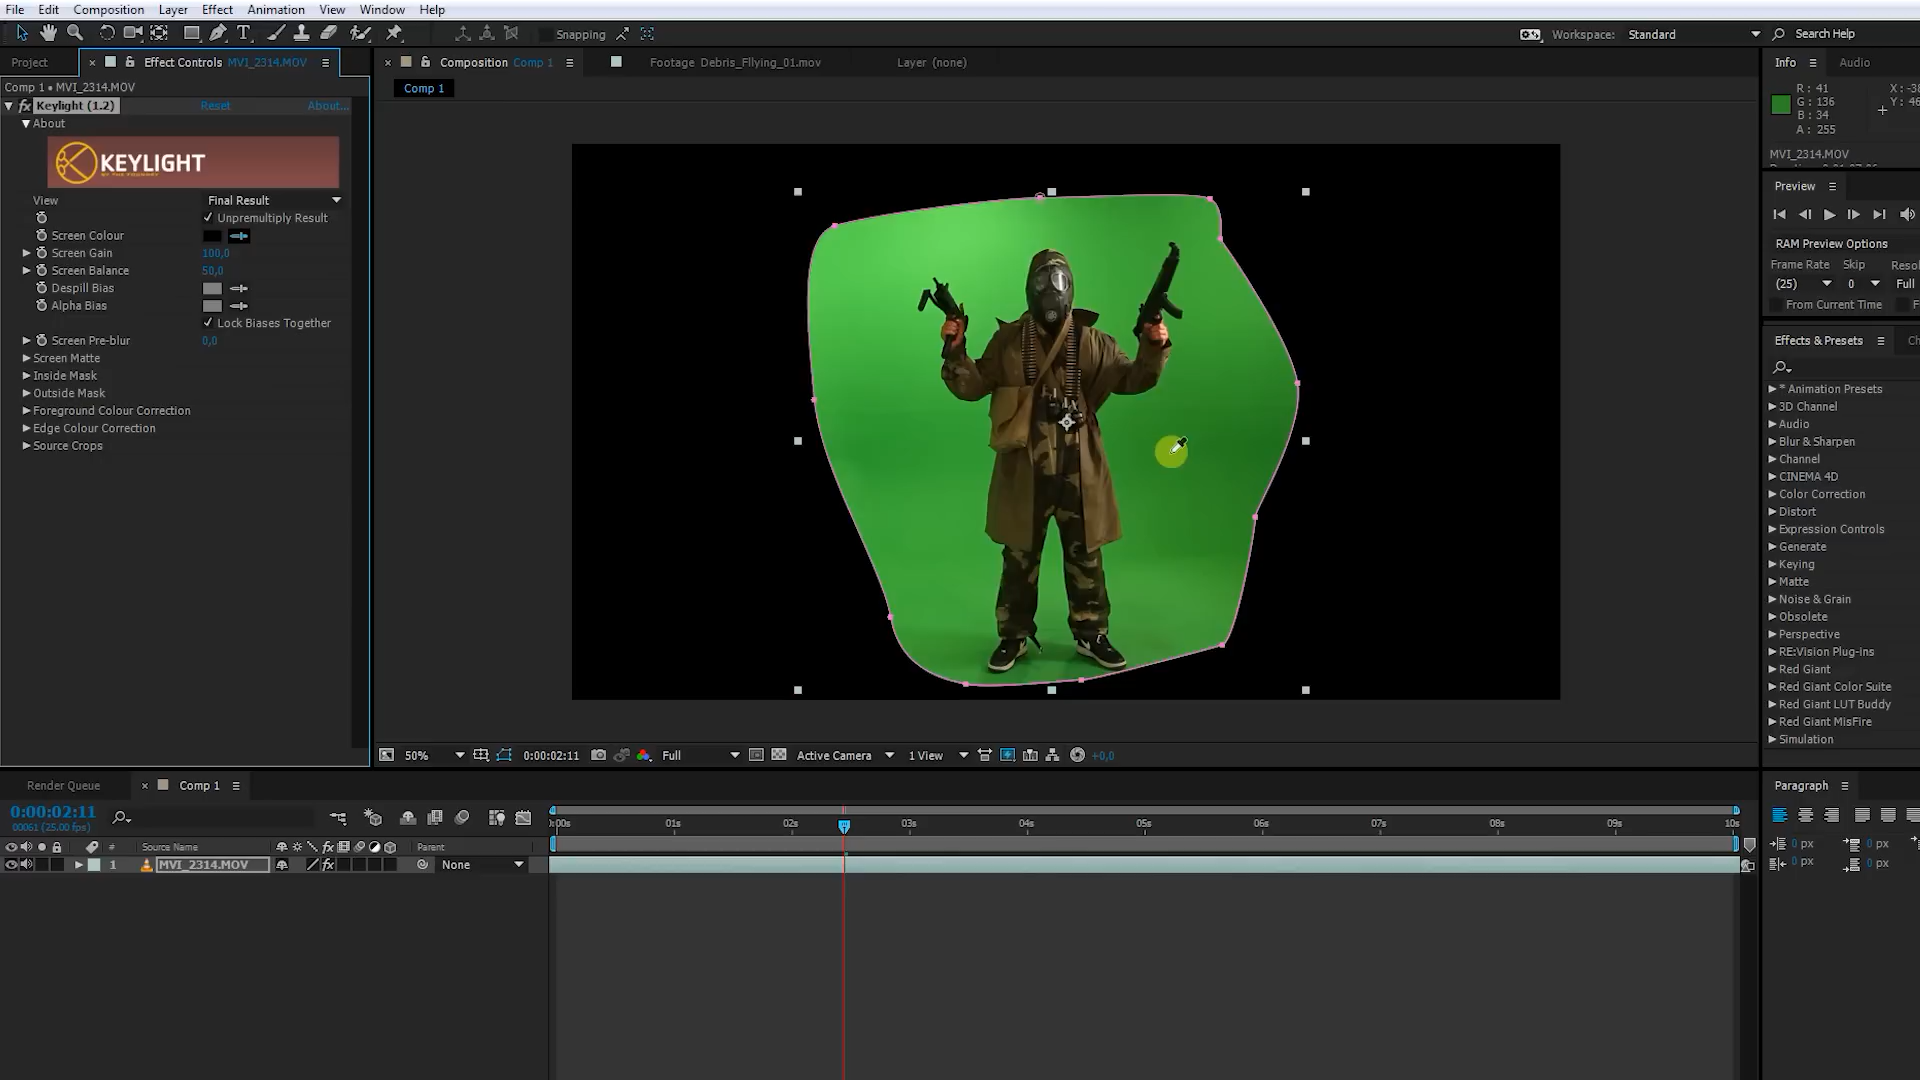 File Edit Composition Layer Effect Animation View Window Help
Snapping
Workspace: Standard
Search Help
Project
Effect Controls MVI_2314.MOV
Comp 1 • MVI_2314.MOV
fx Keylight (1.2) Reset About...
About
KEYLIGHT
BY THE FOUNDRY
View Final Result
Unpremultiply Result
Screen Colour
Screen Gain 100,0
Screen Balance 50,0
Despill Bias
Alpha Bias
Lock Biases Together
Screen Pre-blur 0,0
Screen Matte
Inside Mask
Outside Mask
Foreground Colour Correction
Edge Colour Correction
Source Crops
Composition Comp 1
Footage Debris_Fllying_01.mov
Layer (none)
Comp 1
50%
0:00:02:11
Full
Active Camera
1 View
+0,0
Info Audio
R : 41
G : 136
B : 34
A : 255
X : -38
Y : 46
MVI_2314.MOV
Preview
RAM Preview Options
Frame Rate Skip Resol
(25) 0 Full
From Current Time F
Effects & Presets Ch
* Animation Presets
3D Channel
Audio
Blur & Sharpen
Channel
CINEMA 4D
Color Correction
Distort
Expression Controls
Generate
Keying
Matte
Noise & Grain
Obsolete
Perspective
RE:Vision Plug-ins
Red Giant
Red Giant Color Suite
Red Giant LUT Buddy
Red Giant MisFire
Simulation
Render Queue
Comp 1
0:00:02:11
00061 (25.00 fps)
# Source Name Parent
1 MVI_2314.MOV None
:00s 01s 02s 03s 04s 05s 06s 07s 08s 09s 10s
Paragraph
0 px 0 px
0 px 0 px